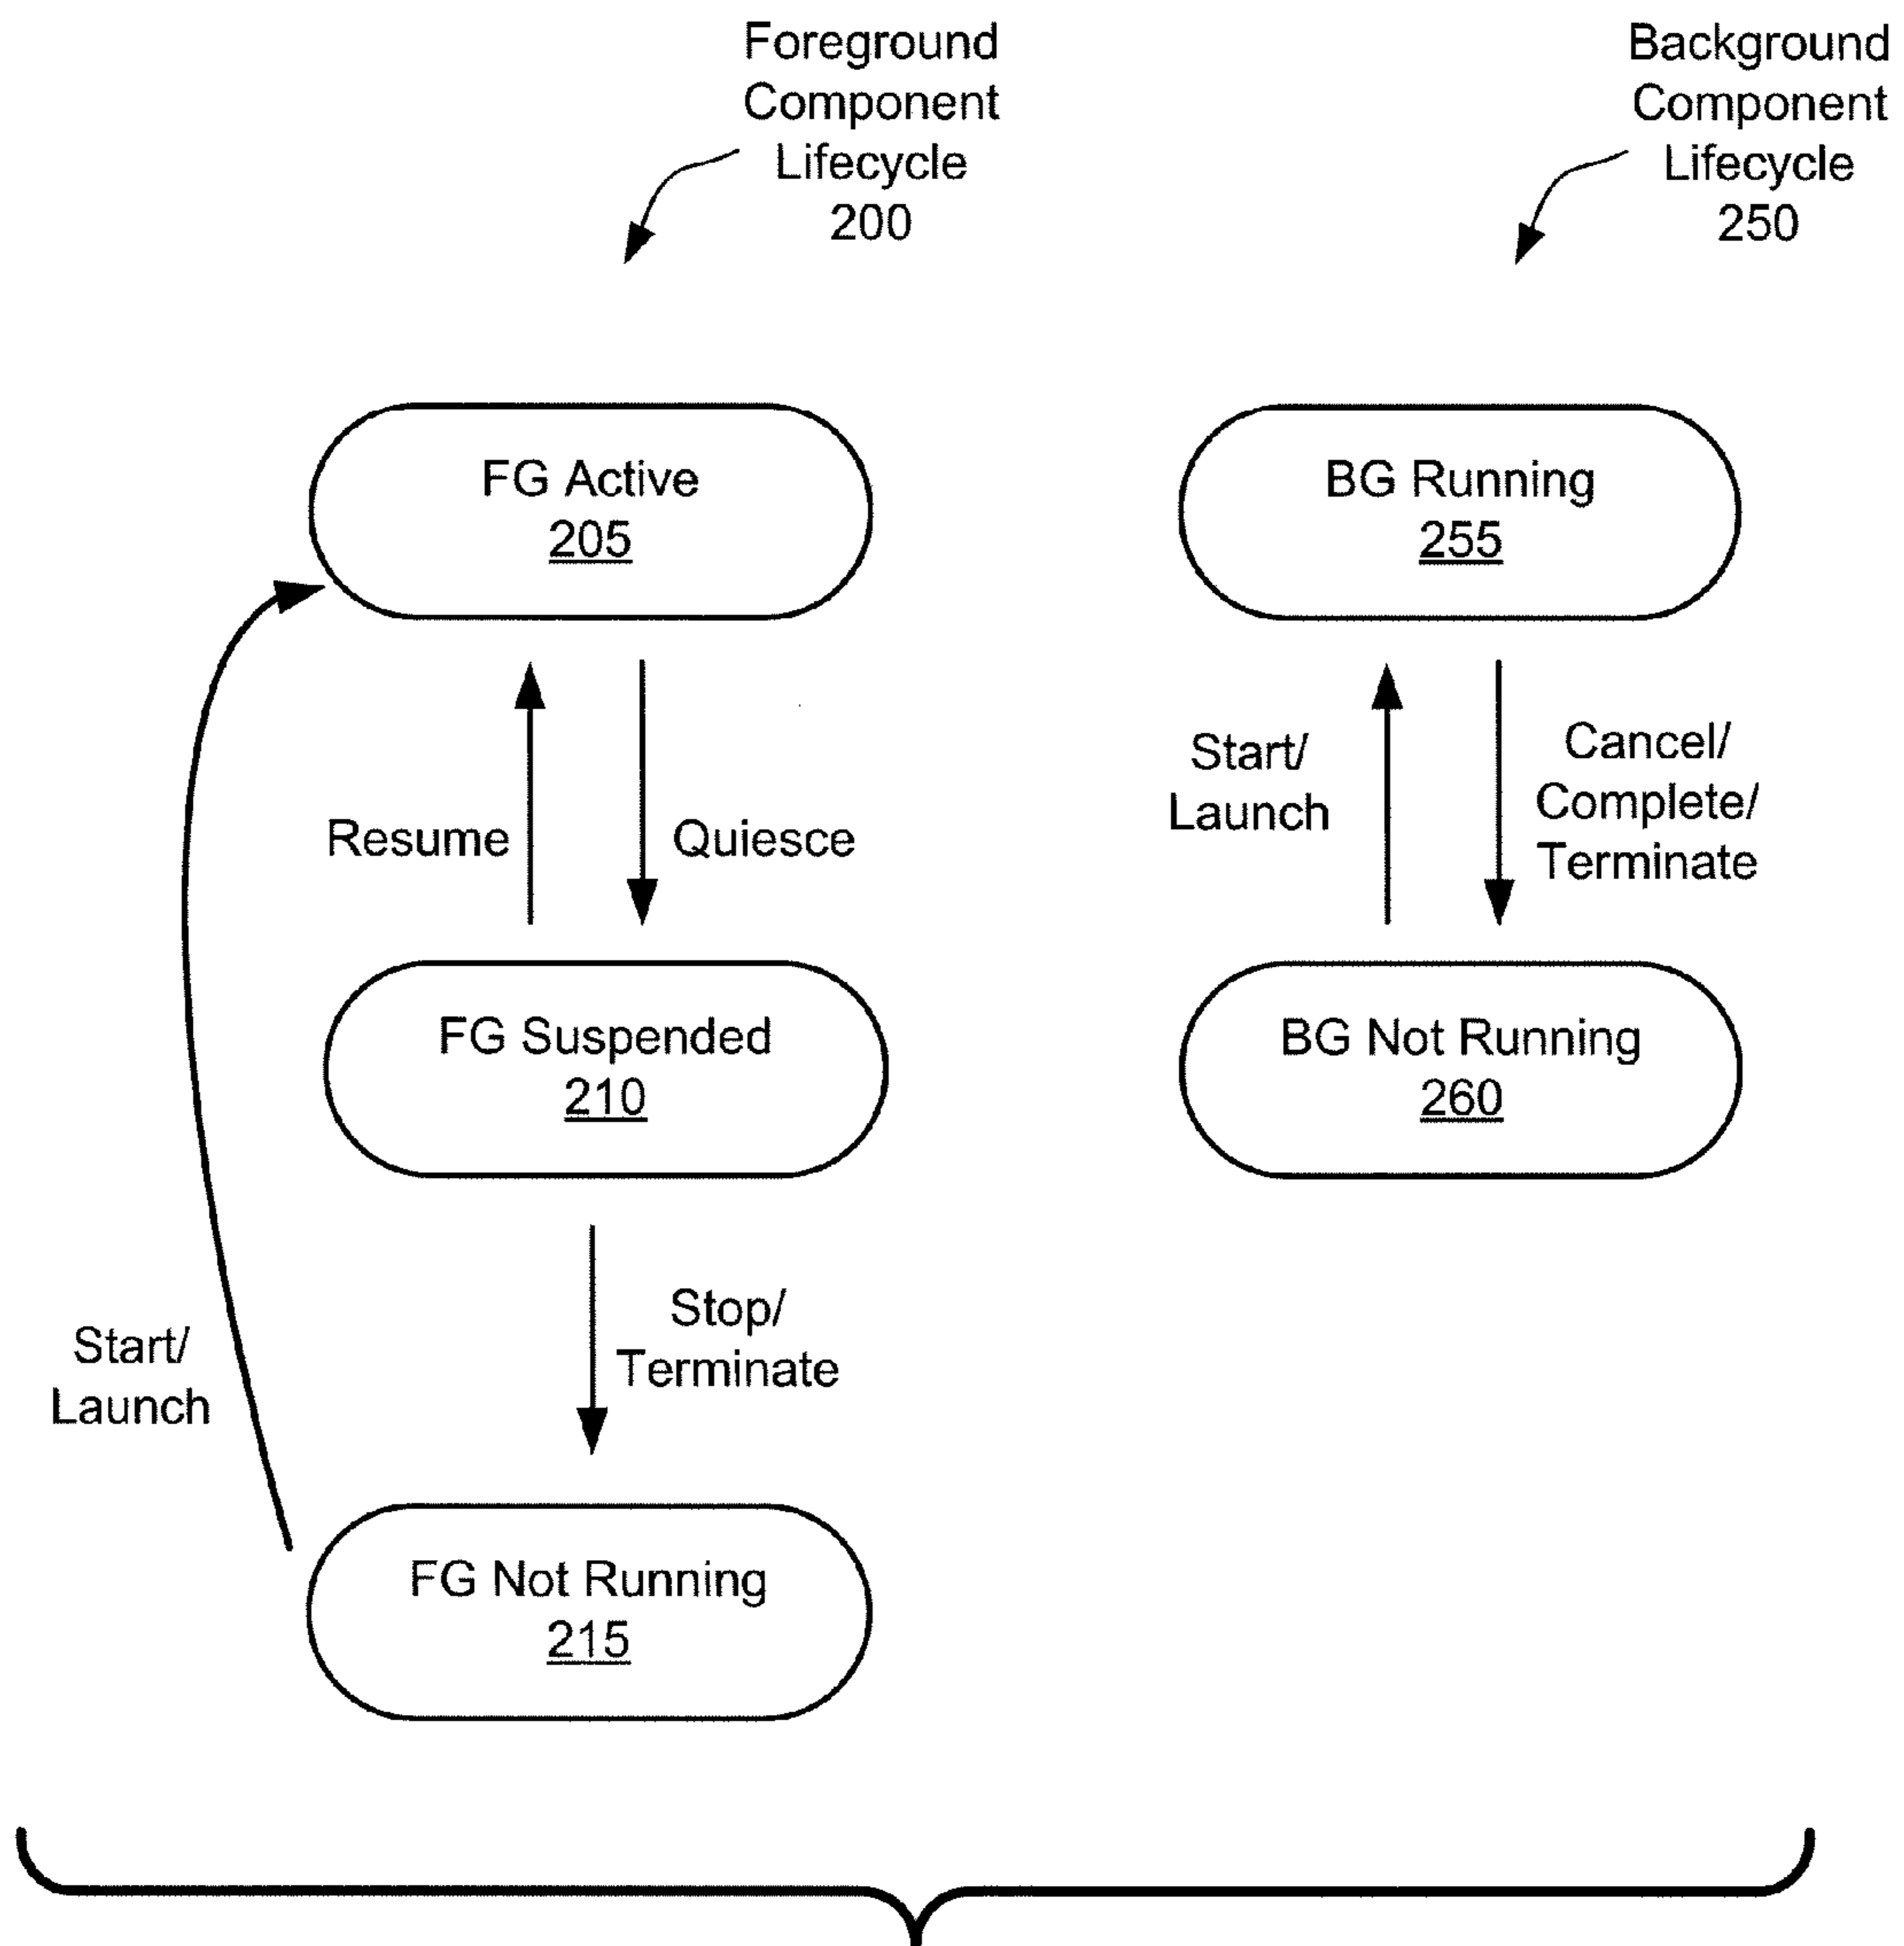 Foreground
Component
Lifecycle
200
Background
Component
Lifecycle
250
FG Active
205
BG Running
255
Resume
Quiesce
Start/
Launch
Cancel/
Complete/
Terminate
FG Suspended
210
BG Not Running
260
Start/
Launch
Stop/
Terminate
FG Not Running
215